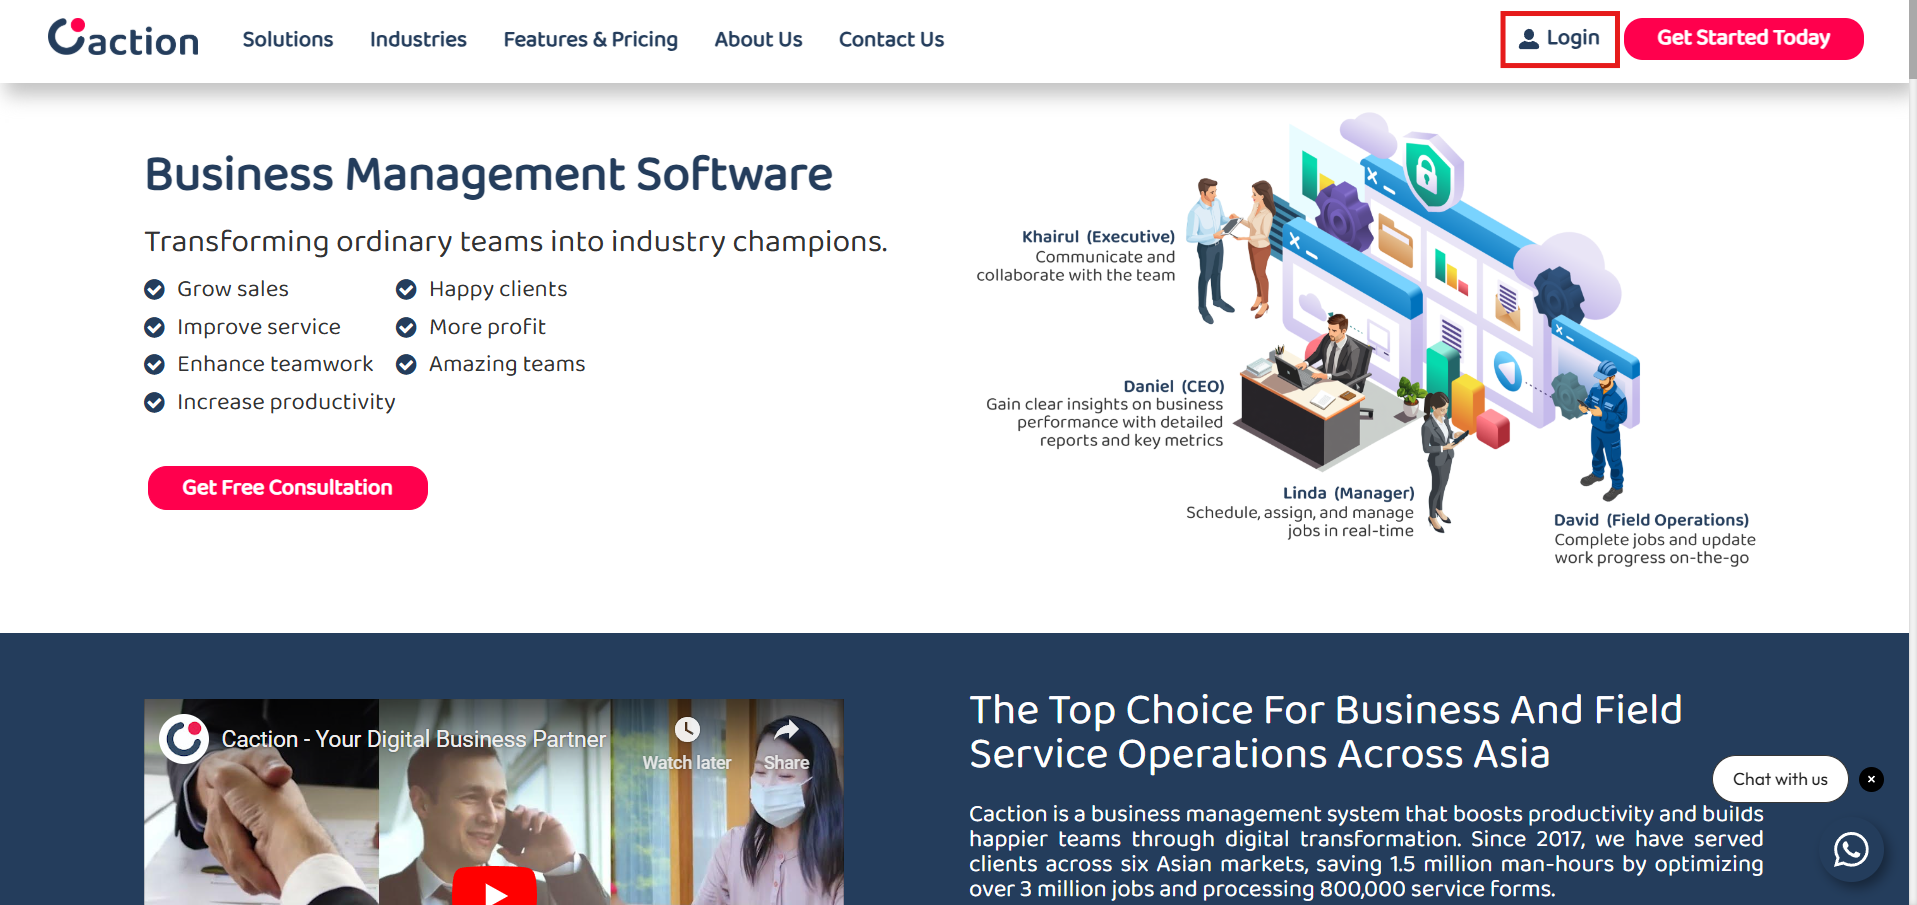 Caction
Solutions
Industries
Features & Pricing
About Us
Contact Us
Login
Get Started Today
Business Management Software
Transforming ordinary teams into industry champions.
Grow sales
Happy clients
Improve service
More profit
Enhance teamwork
Amazing teams
Increase productivity
Get Free Consultation
Khairul (Executive)
Communicate and
collaborate with the team
Daniel (CEO)
Gain clear insights on business
performance with detailed
reports and key metrics
Linda (Manager)
Schedule, assign, and manage
jobs in real-time
David (Field Operations)
Complete jobs and update
work progress on-the-go
Caction - Your Digital Business Partner
Watch later
Share
The Top Choice For Business And Field
Service Operations Across Asia
Caction is a business management system that boosts productivity and builds
happier teams through digital transformation. Since 2017, we have served
clients across six Asian markets, saving 1.5 million man-hours by optimizing
over 3 million jobs and processing 800,000 service forms.
Chat with us